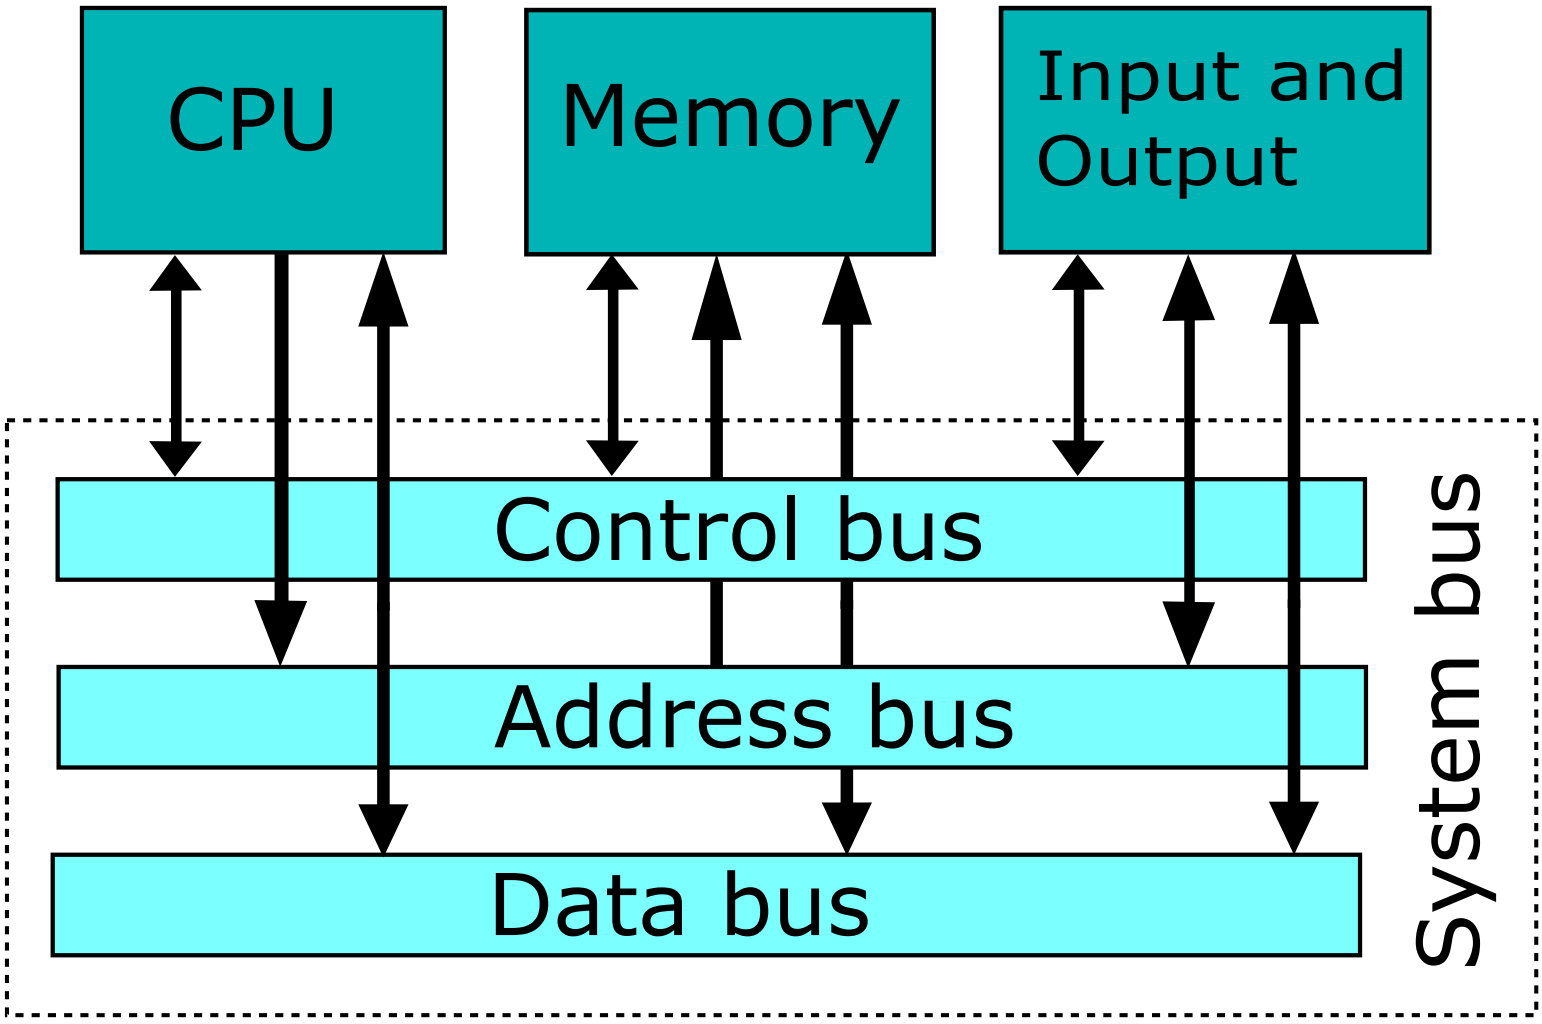 CPU
Memory
Input and
Output
Control bus
Address bus
Data bus
System bus